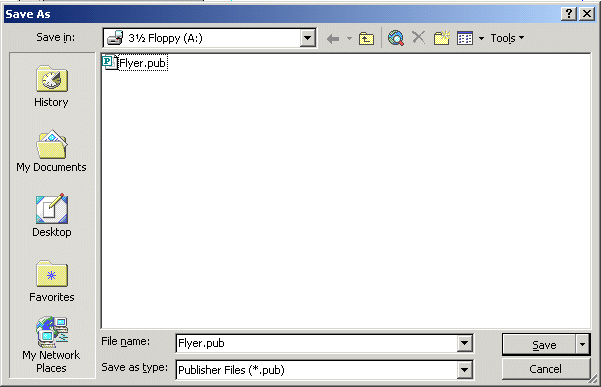 Save As
Save in: 3½ Floppy (A:) Tools
Flyer.pub
History
My Documents
Desktop
Favorites
My Network
Places
File name: Flyer.pub Save
Save as type: Publisher Files (*.pub) Cancel